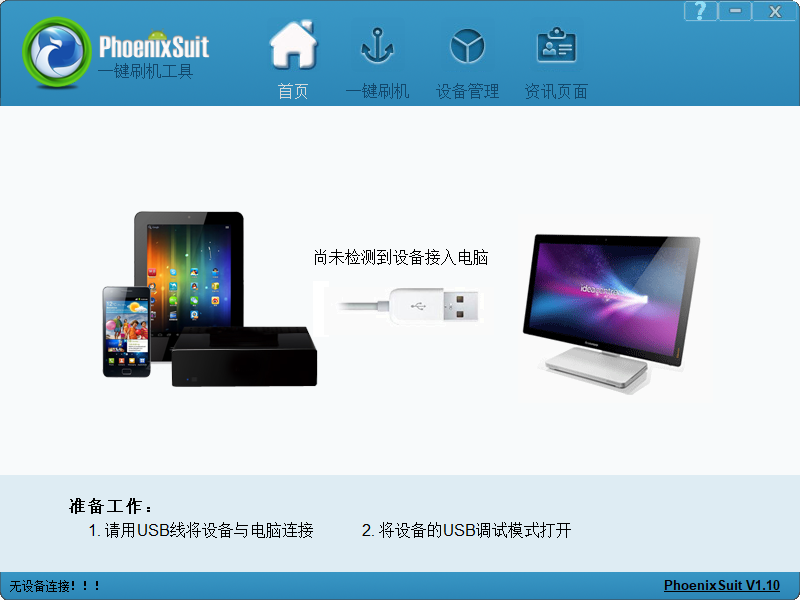 ?
PhoenixSuit
一键刷机工具
首页
一键刷机
设备管理
资讯页面
尚未检测到设备接入电脑
准备工作：
1. 请用USB线将设备与电脑连接
2. 将设备的USB调试模式打开
无设备连接！！！
PhoenixSuit V1.10